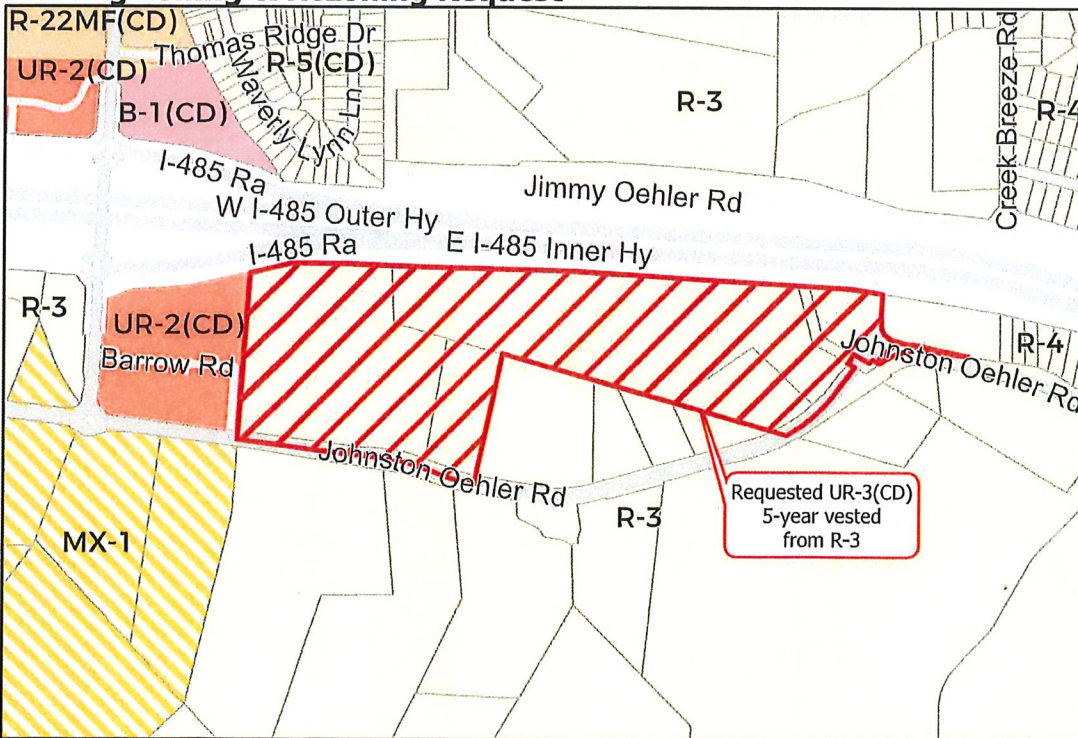 R-22MF(CD)
Thomas Ridge Dr
R-5(CD)
UR-2(CD)
B-1(CD)
Waverly Lynn Ln
R-3
Creek Breeze Rd
R-4
I-485 Ra
Jimmy Oehler Rd
W I-485 Outer Hy
E I-485 Inner Hy
I-485 Ra
R-3
UR-2(CD)
Barrow Rd
Johnston Oehler Rd
R-4
Johnston Oehler Rd
Requested UR-3(CD)
5-year vested
from R-3
R-3
MX-1